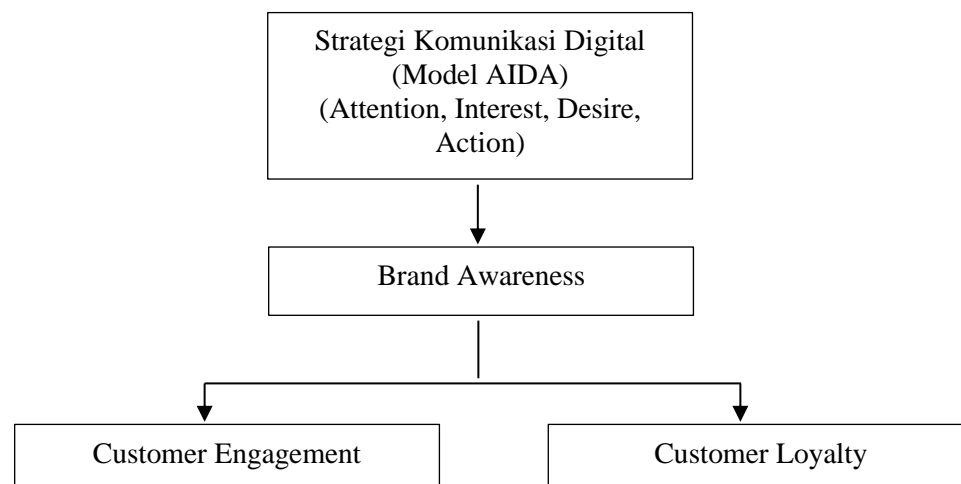 Strategi Komunikasi Digital
(Model AIDA)
(Attention, Interest, Desire,
Action)
Brand Awareness
Customer Engagement
Customer Loyalty